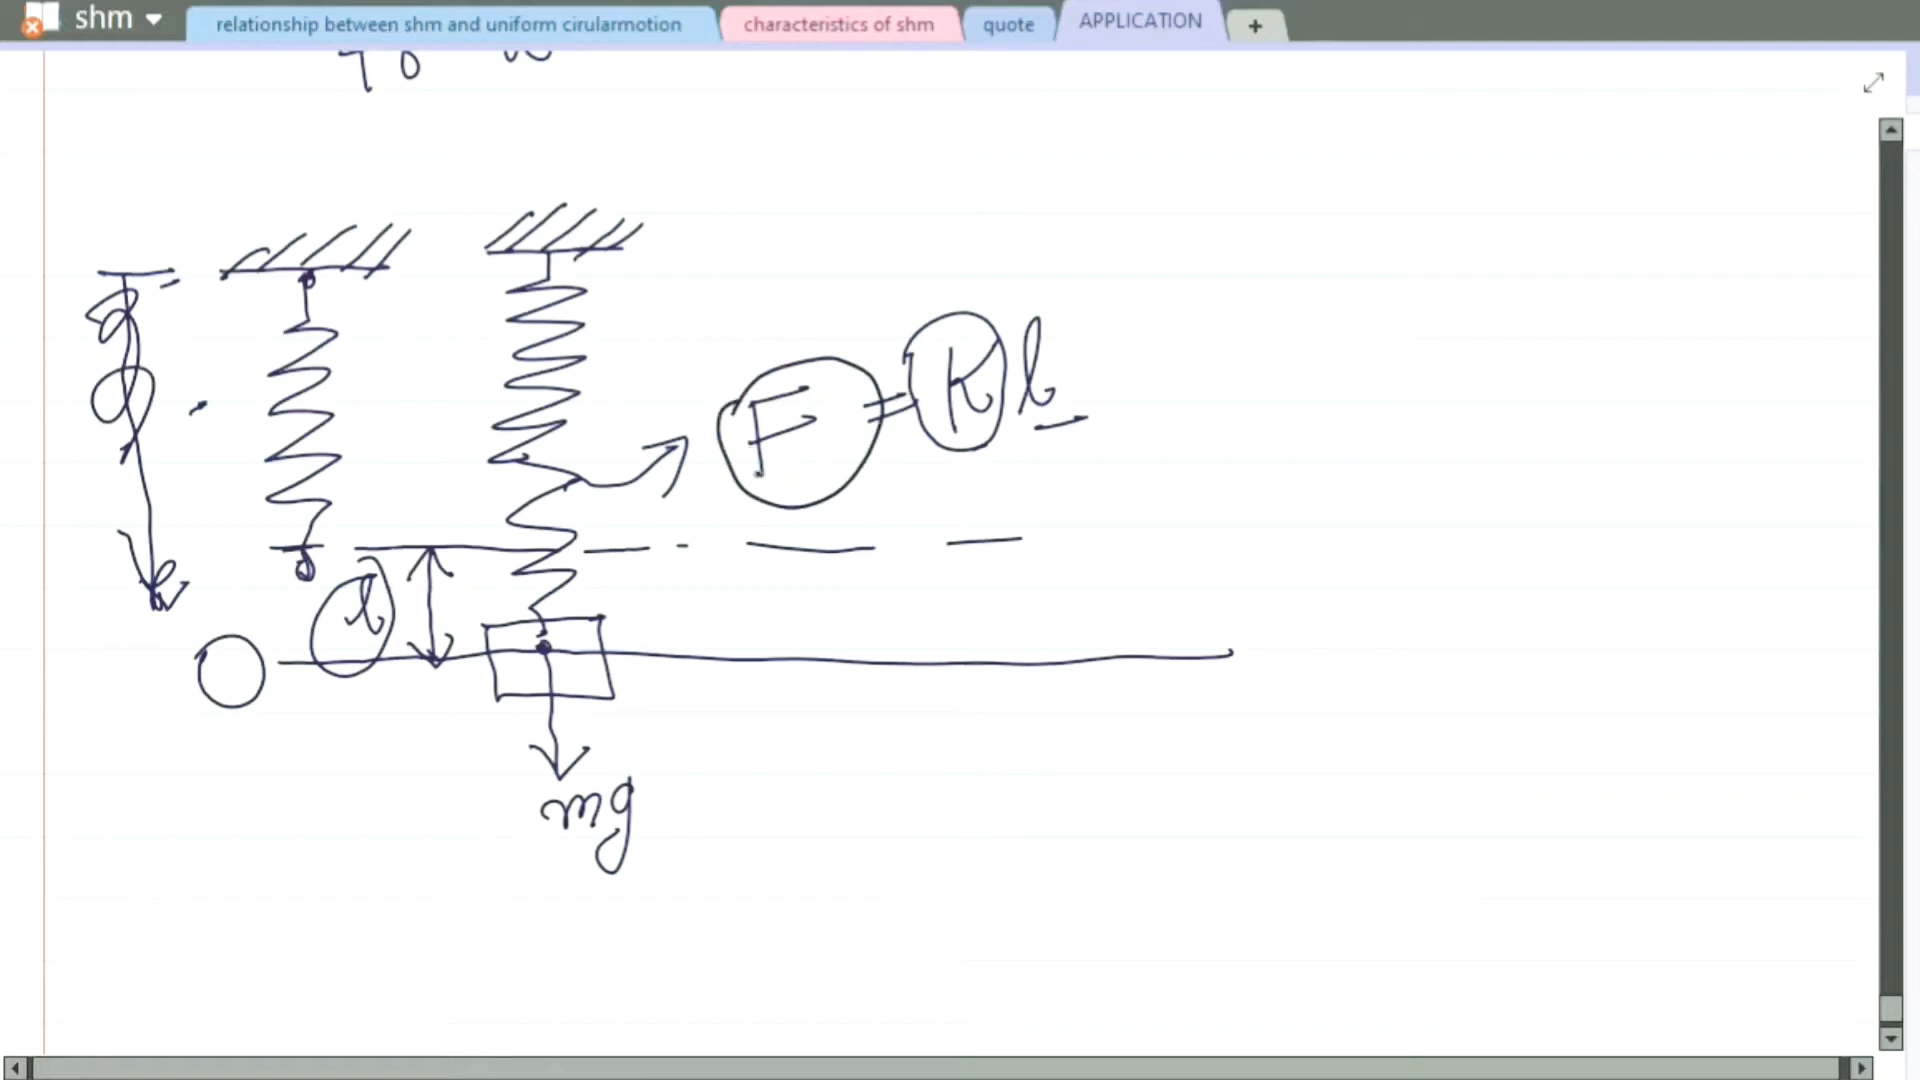 shm
relationship between shm and uniform cirularmotion
characteristics of shm
quote
APPLICATION
+
F = K l
l
mg